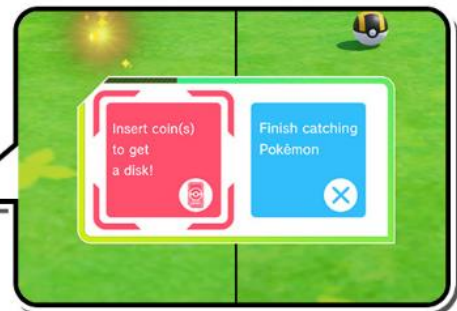 Insert coin(s)
to get
a disk!
Finish catching
Pokémon